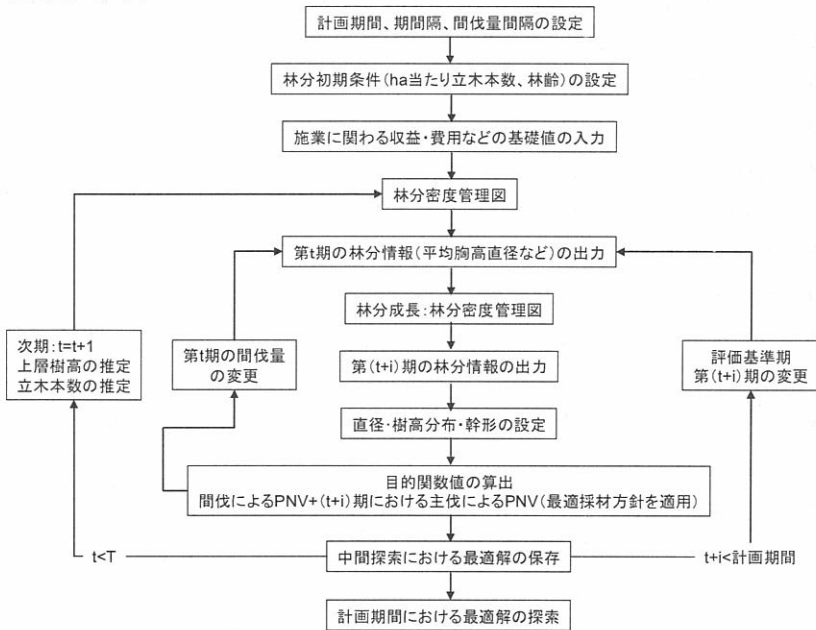 計画期間、期間隔、間伐量間隔の設定
林分初期条件(ha当たり立木本数、林齢)の設定
施業に関わる収益・費用などの基礎値の入力
林分密度管理図
第t期の林分情報(平均胸高直径など)の出力
林分成長:林分密度管理図
次期:t=t+1
上層樹高の推定
立木本数の推定
第t期の間伐量
の変更
第(t+i)期の林分情報の出力
評価基準期
第(t+i)期の変更
直径・樹高分布・幹形の設定
目的関数値の算出
間伐によるPNV+(t+i)期における主伐によるPNV(最適採材方針を適用)
t<T
中間探索における最適解の保存
t+i<計画期間
計画期間における最適解の探索